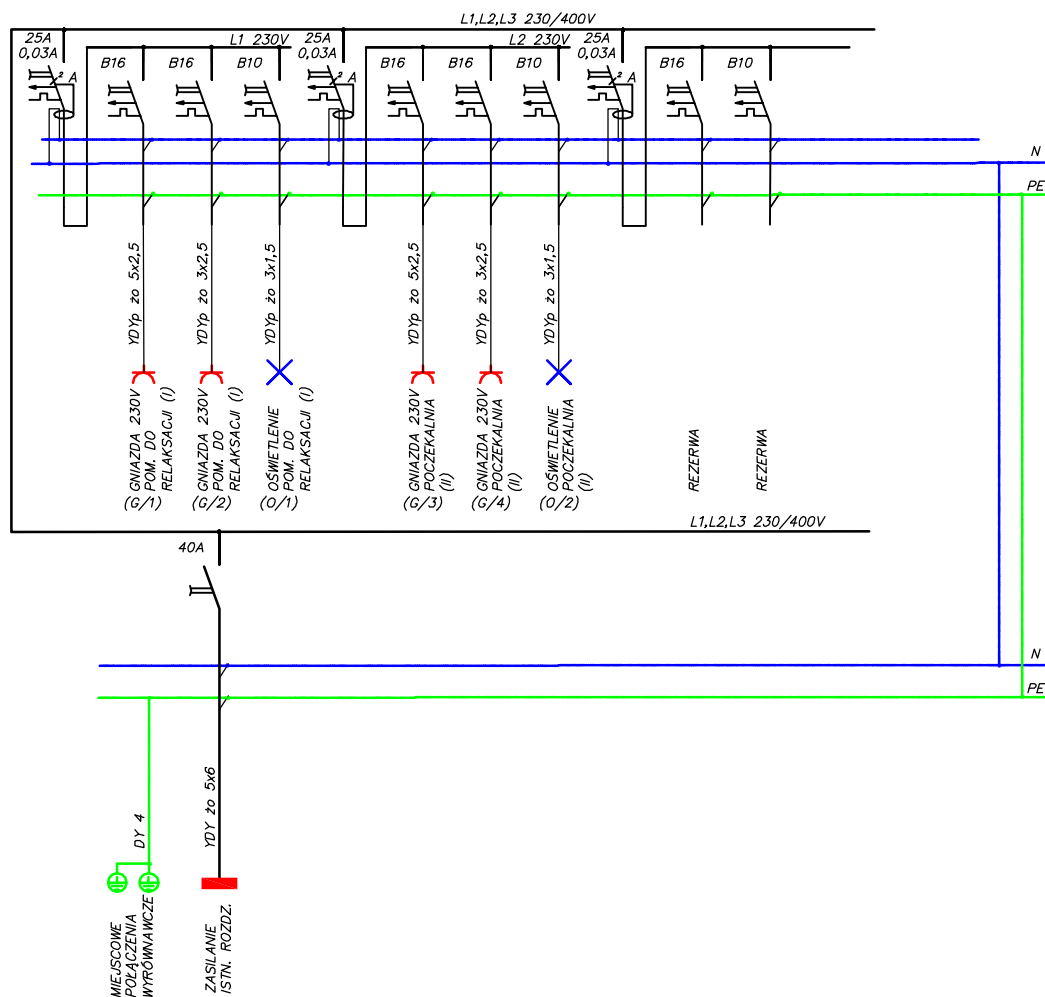 L1,L2,L3 230/400V
25A
0,03A
L1 230V
25A
0,03A
L2 230V
25A
0,03A
B16
B16
B10
B16
B16
B10
B16
B10
2 A
2 A
2 A
N
PE
YDYp żo 5x2,5
YDYp żo 3x2,5
YDYp żo 3x1,5
YDYp żo 5x2,5
YDYp żo 3x2,5
YDYp żo 3x1,5
GNIAZDA 230V
POM. DO
RELAKSACJI (I)
(G/1)
GNIAZDA 230V
POM. DO
RELAKSACJI (I)
(G/2)
OŚWIETLENIE
POM. DO
RELAKSACJI (I)
(O/1)
GNIAZDA 230V
POCZEKALNIA
(II)
(G/3)
GNIAZDA 230V
POCZEKALNIA
(II)
(G/4)
OŚWIETLENIE
POCZEKALNIA
(II)
(O/2)
REZERWA
REZERWA
L1,L2,L3 230/400V
40A
N
PE
DY 4
YDY żo 5x6
MIEJSCOWE
POŁĄCZENIA
WYRÓWNAWCZE
ZASILANIE
ISTN. ROZDZ.